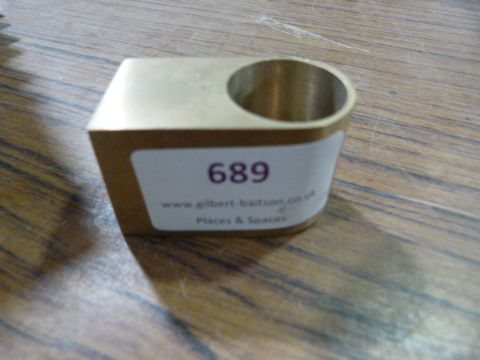 689
www.gilbert-baitson.co.uk
Places & Spaces